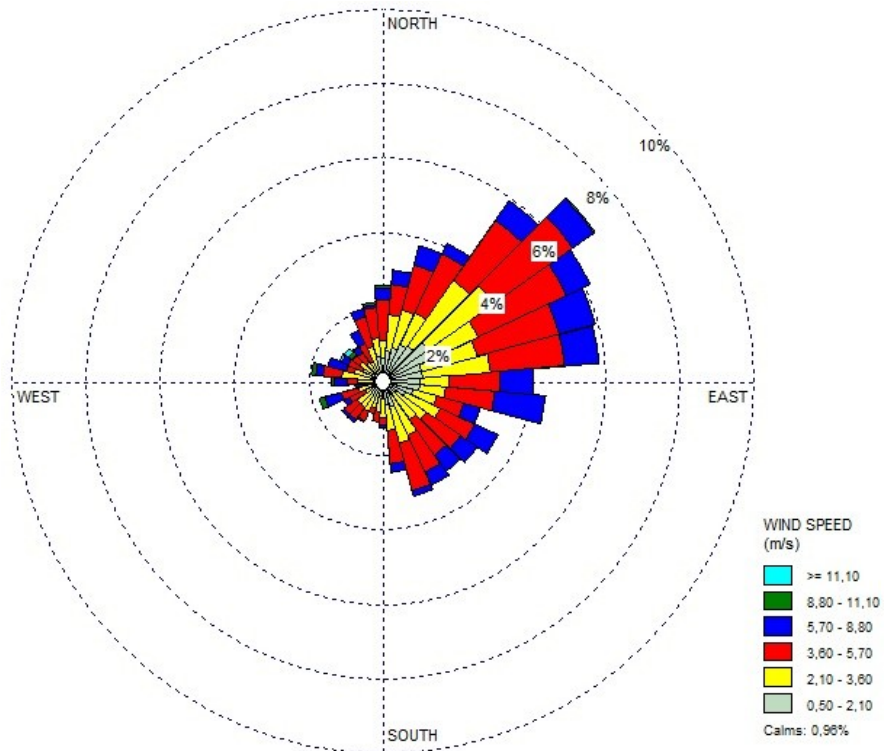 NORTH
10%
8%
6%
4%
2%
WEST
EAST
SOUTH
WIND SPEED
(m/s)
>= 11,10
8,80 - 11,10
5,70 - 8,80
3,60 - 5,70
2,10 - 3,60
0,50 - 2,10
Calms: 0,96%